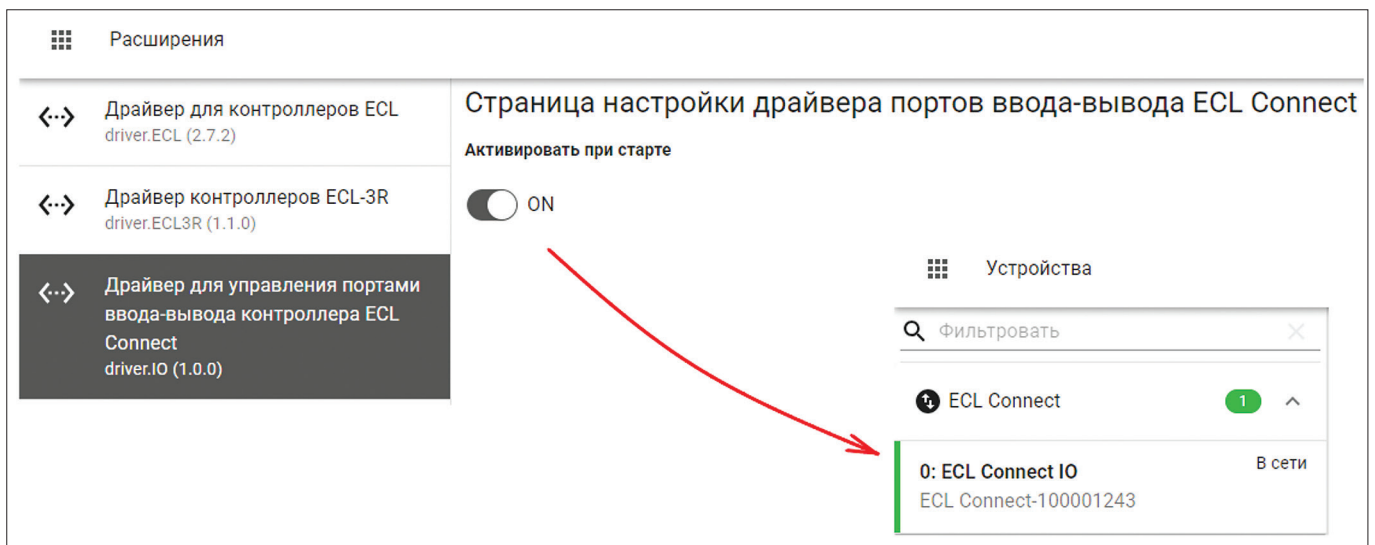 Расширения
Драйвер для контроллеров ECL
driver.ECL (2.7.2)
Драйвер контроллеров ECL-3R
driver.ECL3R (1.1.0)
Драйвер для управления портами
ввода-вывода контроллера ECL
Connect
driver.IO (1.0.0)
Страница настройки драйвера портов ввода-вывода ECL Connect
Активировать при старте
ON
Устройства
Фильтровать
ECL Connect 1
0: ECL Connect IO В сети
ECL Connect-100001243